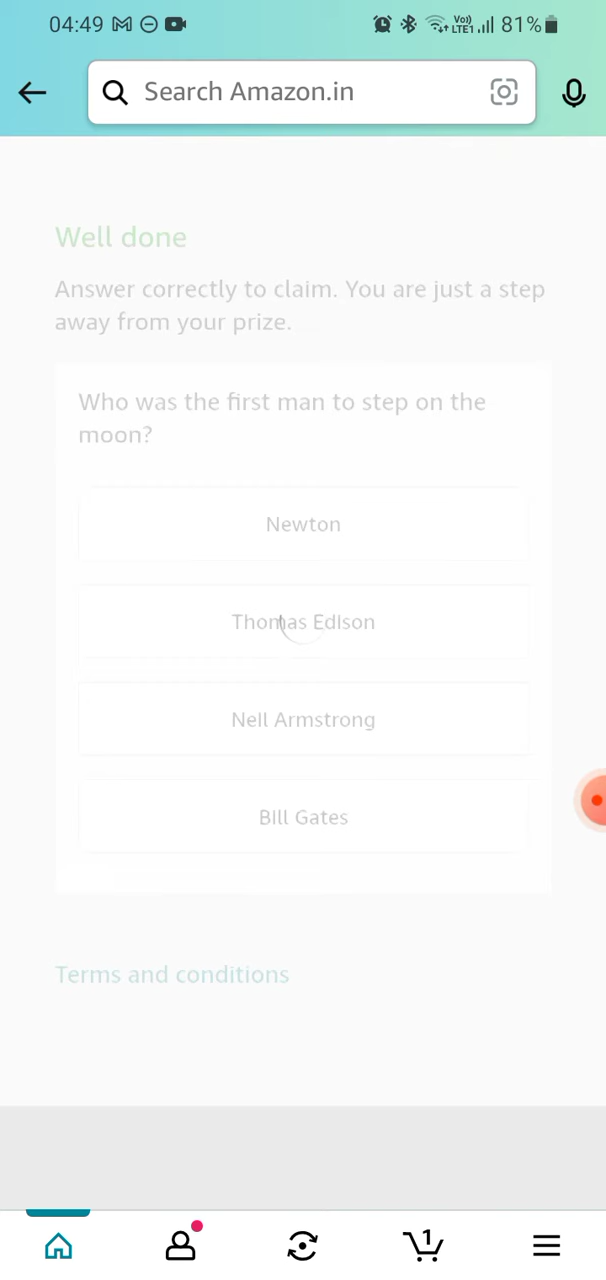 04:49
Vo))
LTE1
81%
Search Amazon.in
Well done
Answer correctly to claim. You are just a step
away from your prize.
Who was the first man to step on the
moon?
Newton
Thomas Edison
Neil Armstrong
Bill Gates
Terms and conditions
1